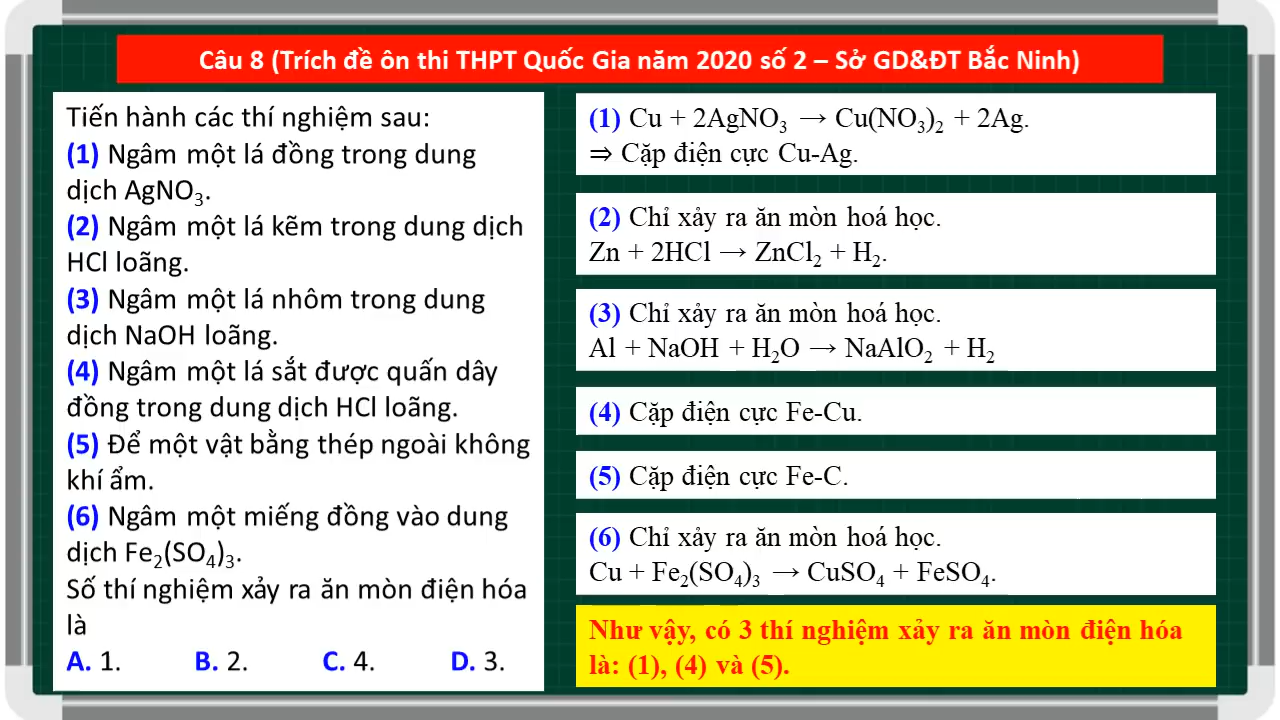 Câu 8 (Trích đề ôn thi THPT Quốc Gia năm 2020 số 2 – Sở GD&ĐT Bắc Ninh)
Tiến hành các thí nghiệm sau:
(1) Ngâm một lá đồng trong dung
dịch AgNO₃.
(2) Ngâm một lá kẽm trong dung dịch
HCl loãng.
(3) Ngâm một lá nhôm trong dung
dịch NaOH loãng.
(4) Ngâm một lá sắt được quấn dây
đồng trong dung dịch HCl loãng.
(5) Để một vật bằng thép ngoài không
khí ẩm.
(6) Ngâm một miếng đồng vào dung
dịch Fe₂(SO₄)₃.
Số thí nghiệm xảy ra ăn mòn điện hóa
là
A. 1. B. 2. C. 4. D. 3.
(1) Cu + 2AgNO₃ → Cu(NO₃)₂ + 2Ag.
⇒ Cặp điện cực Cu-Ag.
(2) Chỉ xảy ra ăn mòn hoá học.
Zn + 2HCl → ZnCl₂ + H₂.
(3) Chỉ xảy ra ăn mòn hoá học.
Al + NaOH + H₂O → NaAlO₂ + H₂
(4) Cặp điện cực Fe-Cu.
(5) Cặp điện cực Fe-C.
(6) Chỉ xảy ra ăn mòn hoá học.
Cu + Fe₂(SO₄)₃ → CuSO₄ + FeSO₄.
Như vậy, có 3 thí nghiệm xảy ra ăn mòn điện hóa
là: (1), (4) và (5).